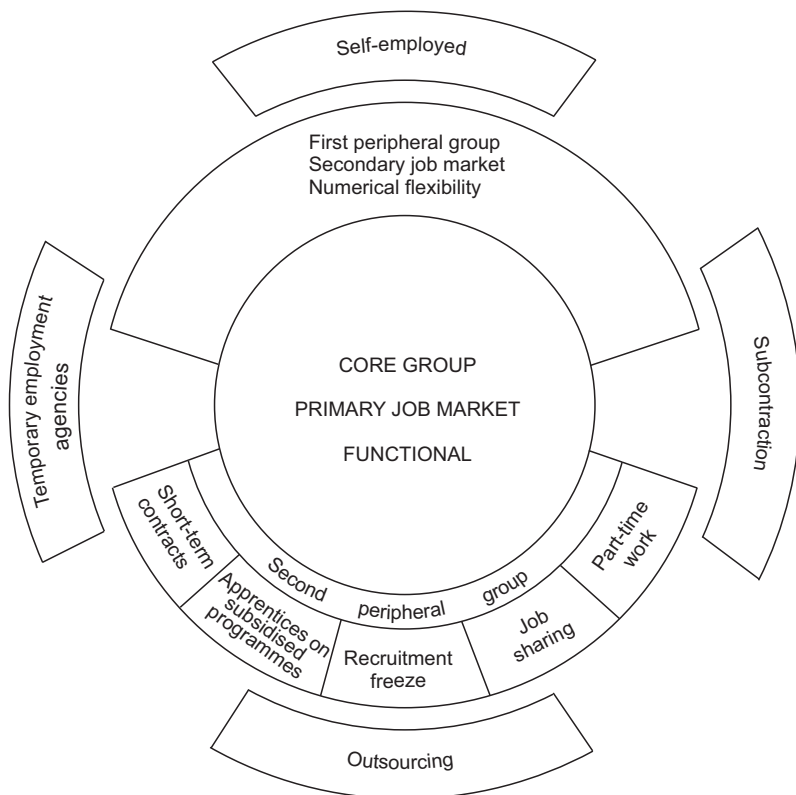 Self-employed
First peripheral group
Secondary job market
Numerical flexibility
Temporary employment
agencies
Subcontraction
CORE GROUP
PRIMARY JOB MARKET
FUNCTIONAL
Second peripheral group
Short-term
contracts
Apprentices on
subsidised
programmes
Recruitment
freeze
Job
sharing
Part-time
work
Outsourcing